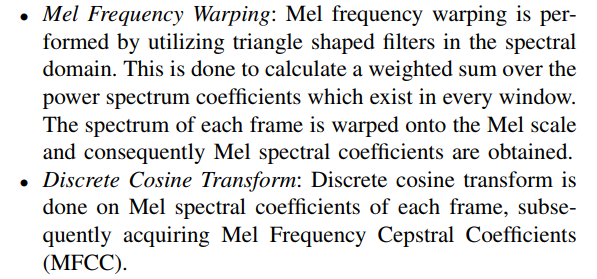 • Mel Frequency Warping: Mel frequency warping is per-
formed by utilizing triangle shaped filters in the spectral
domain. This is done to calculate a weighted sum over the
power spectrum coefficients which exist in every window.
The spectrum of each frame is warped onto the Mel scale
and consequently Mel spectral coefficients are obtained.
• Discrete Cosine Transform: Discrete cosine transform is
done on Mel spectral coefficients of each frame, subse-
quently acquiring Mel Frequency Cepstral Coefficients
(MFCC).